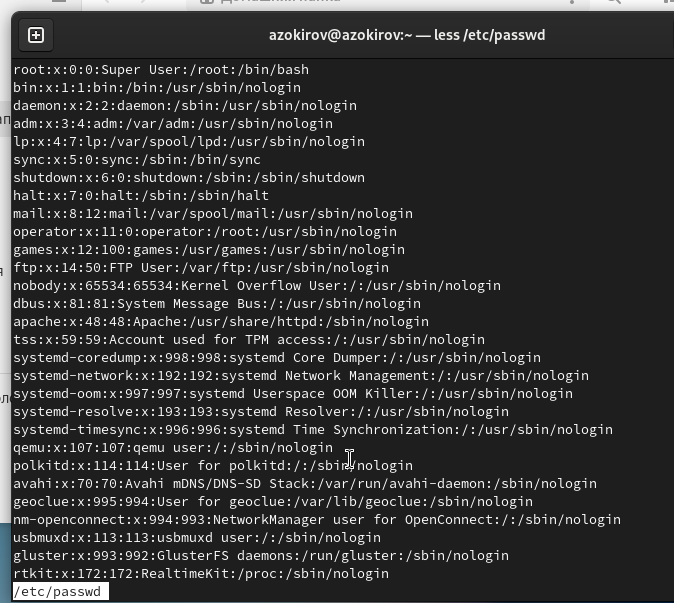 azokirov@azokirov:~ — less /etc/passwd
root:x:0:0:Super User:/root:/bin/bash
bin:x:1:1:bin:/bin:/usr/sbin/nologin
daemon:x:2:2:daemon:/sbin:/usr/sbin/nologin
adm:x:3:4:adm:/var/adm:/usr/sbin/nologin
lp:x:4:7:lp:/var/spool/lpd:/usr/sbin/nologin
sync:x:5:0:sync:/sbin:/bin/sync
shutdown:x:6:0:shutdown:/sbin:/sbin/shutdown
halt:x:7:0:halt:/sbin:/sbin/halt
mail:x:8:12:mail:/var/spool/mail:/usr/sbin/nologin
operator:x:11:0:operator:/root:/usr/sbin/nologin
games:x:12:100:games:/usr/games:/usr/sbin/nologin
ftp:x:14:50:FTP User:/var/ftp:/usr/sbin/nologin
nobody:x:65534:65534:Kernel Overflow User:/:/usr/sbin/nologin
dbus:x:81:81:System Message Bus:/:/usr/sbin/nologin
apache:x:48:48:Apache:/usr/share/httpd:/sbin/nologin
tss:x:59:59:Account used for TPM access:/:/usr/sbin/nologin
systemd-coredump:x:998:998:systemd Core Dumper:/:/usr/sbin/nologin
systemd-network:x:192:192:systemd Network Management:/:/usr/sbin/nologin
systemd-oom:x:997:997:systemd Userspace OOM Killer:/:/usr/sbin/nologin
systemd-resolve:x:193:193:systemd Resolver:/:/usr/sbin/nologin
systemd-timesync:x:996:996:systemd Time Synchronization:/:/usr/sbin/nologin
qemu:x:107:107:qemu user:/:/sbin/nologin
polkitd:x:114:114:User for polkitd:/:/sbin/nologin
avahi:x:70:70:Avahi mDNS/DNS-SD Stack:/var/run/avahi-daemon:/sbin/nologin
geoclue:x:995:994:User for geoclue:/var/lib/geoclue:/sbin/nologin
nm-openconnect:x:994:993:NetworkManager user for OpenConnect:/:/sbin/nologin
usbmuxd:x:113:113:usbmuxd user:/:/sbin/nologin
gluster:x:993:992:GlusterFS daemons:/run/gluster:/sbin/nologin
rtkit:x:172:172:RealtimeKit:/proc:/sbin/nologin
/etc/passwd